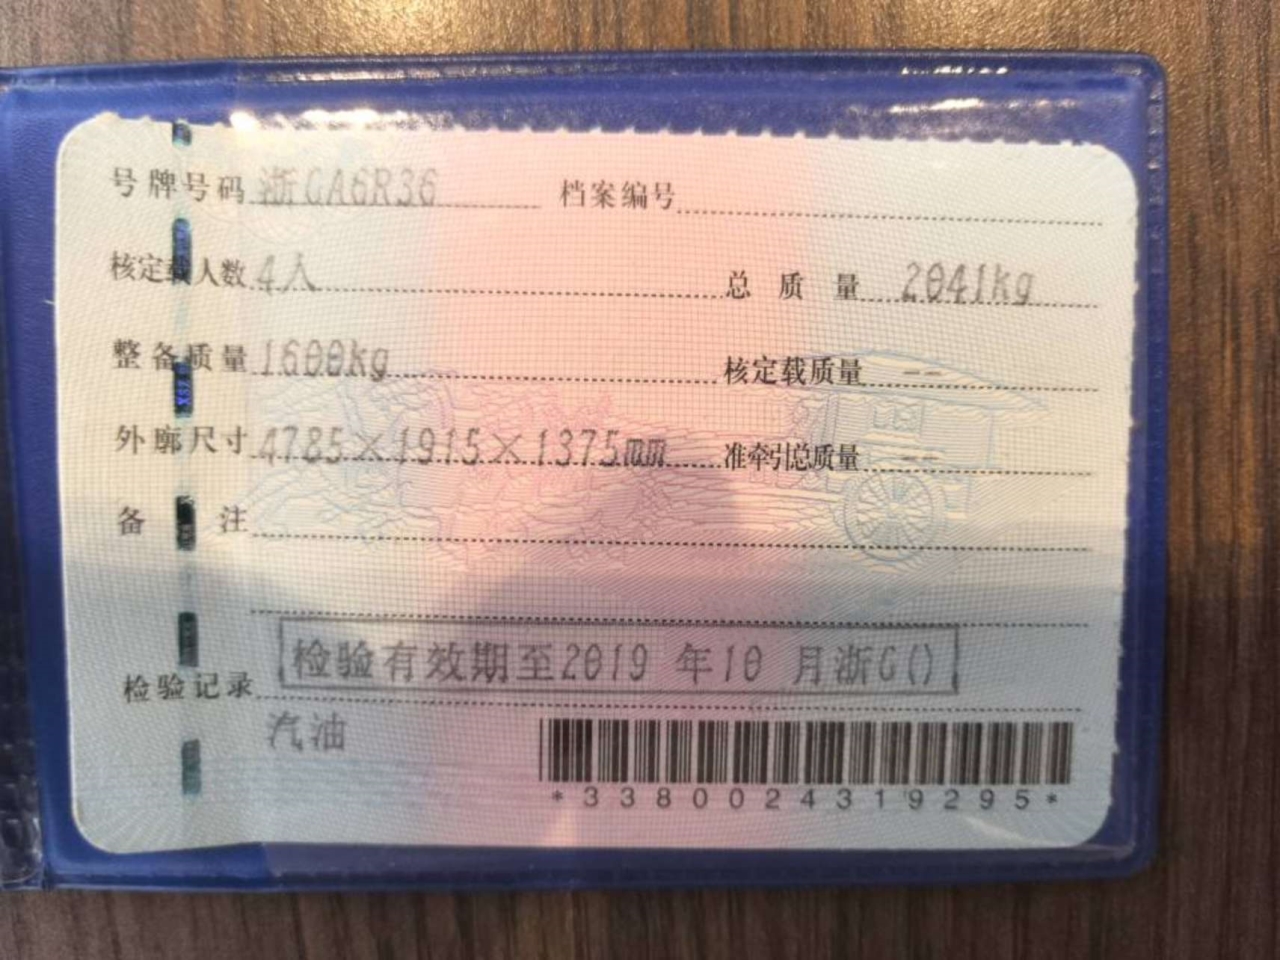 号牌号码 浙GA6R36 档案编号
核定载人数 4人 总质量 2041kg
整备质量 1600kg 核定载质量
外廓尺寸 4785×1915×1375mm 准牵引总质量
备注
检验记录 检验有效期至2019 年10 月浙G()
汽油
*3380024319295*